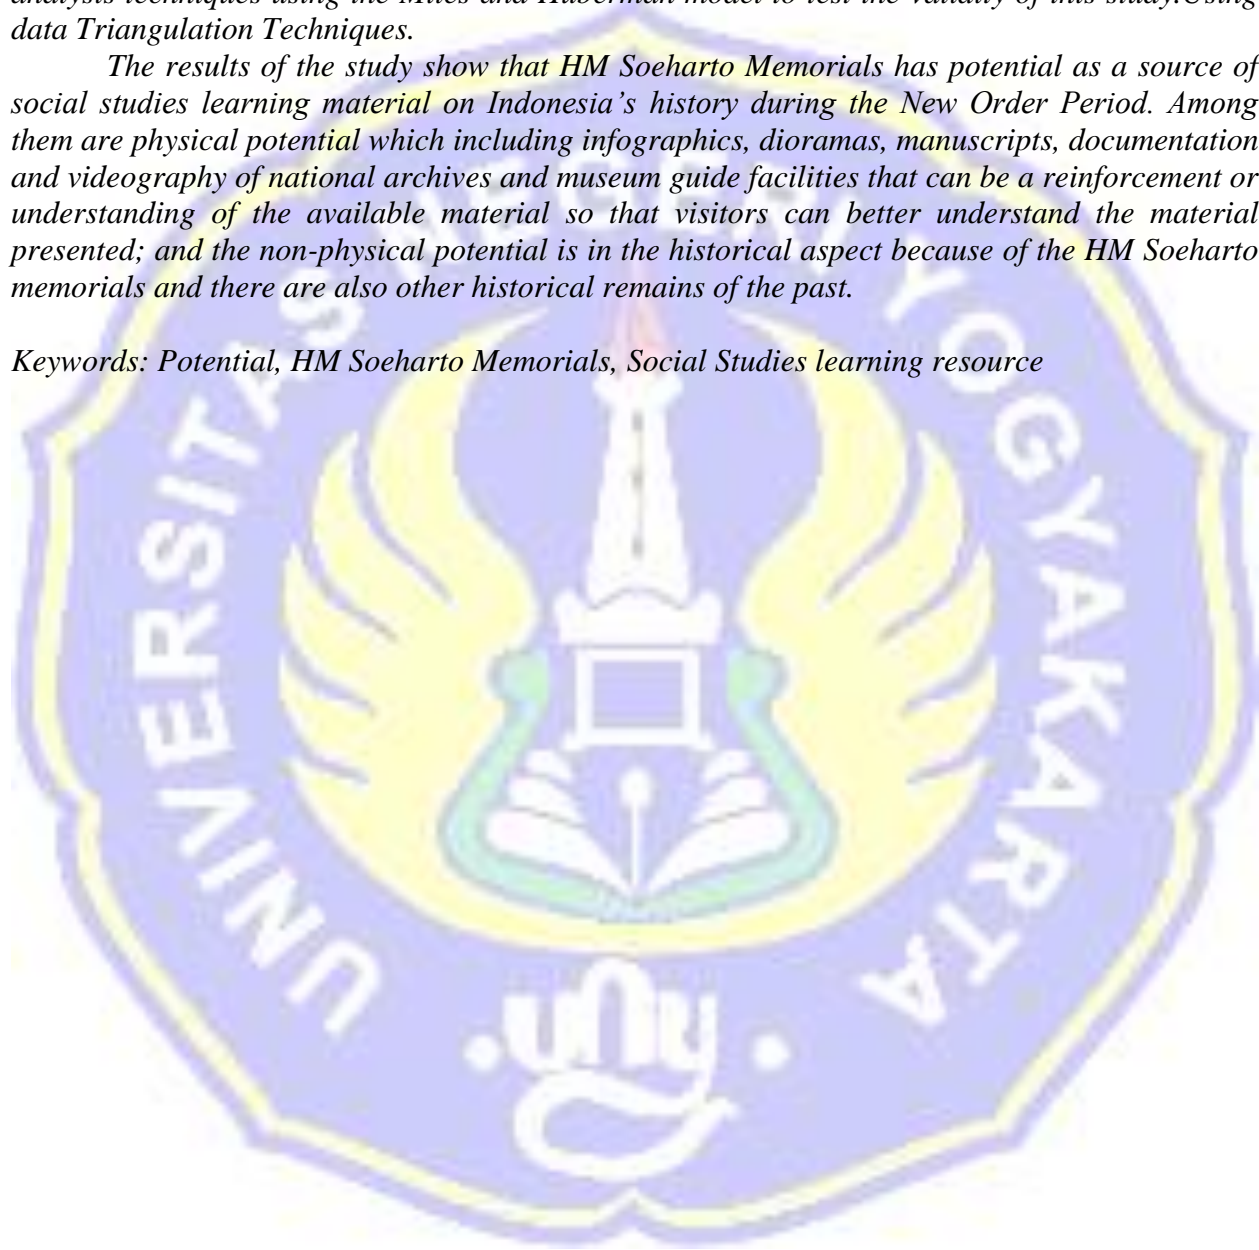 analysis techniques using the Miles and Huberman model to test the validity of this study.Using
data Triangulation Techniques.
The results of the study show that HM Soeharto Memorials has potential as a source of
social studies learning material on Indonesia’s history during the New Order Period. Among
them are physical potential which including infographics, dioramas, manuscripts, documentation
and videography of national archives and museum guide facilities that can be a reinforcement or
understanding of the available material so that visitors can better understand the material
presented; and the non-physical potential is in the historical aspect because of the HM Soeharto
memorials and there are also other historical remains of the past.
Keywords: Potential, HM Soeharto Memorials, Social Studies learning resource
UNIVERSITAS NEGERI YOGYAKARTA
uny